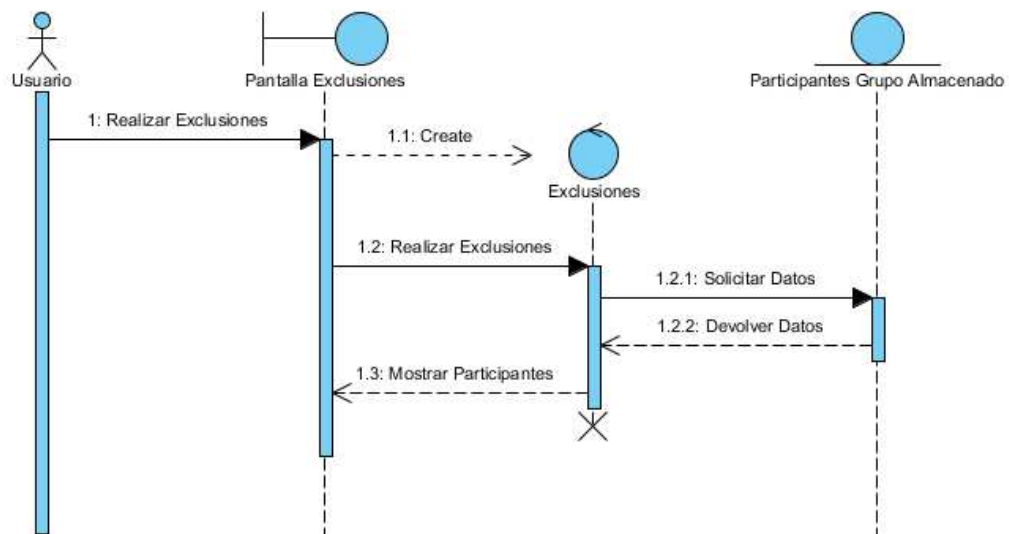 Usuario
Pantalla Exclusiones
Participantes Grupo Almacenado
1: Realizar Exclusiones
1.1: Create
Exclusiones
1.2: Realizar Exclusiones
1.2.1: Solicitar Datos
1.2.2: Devolver Datos
1.3: Mostrar Participantes